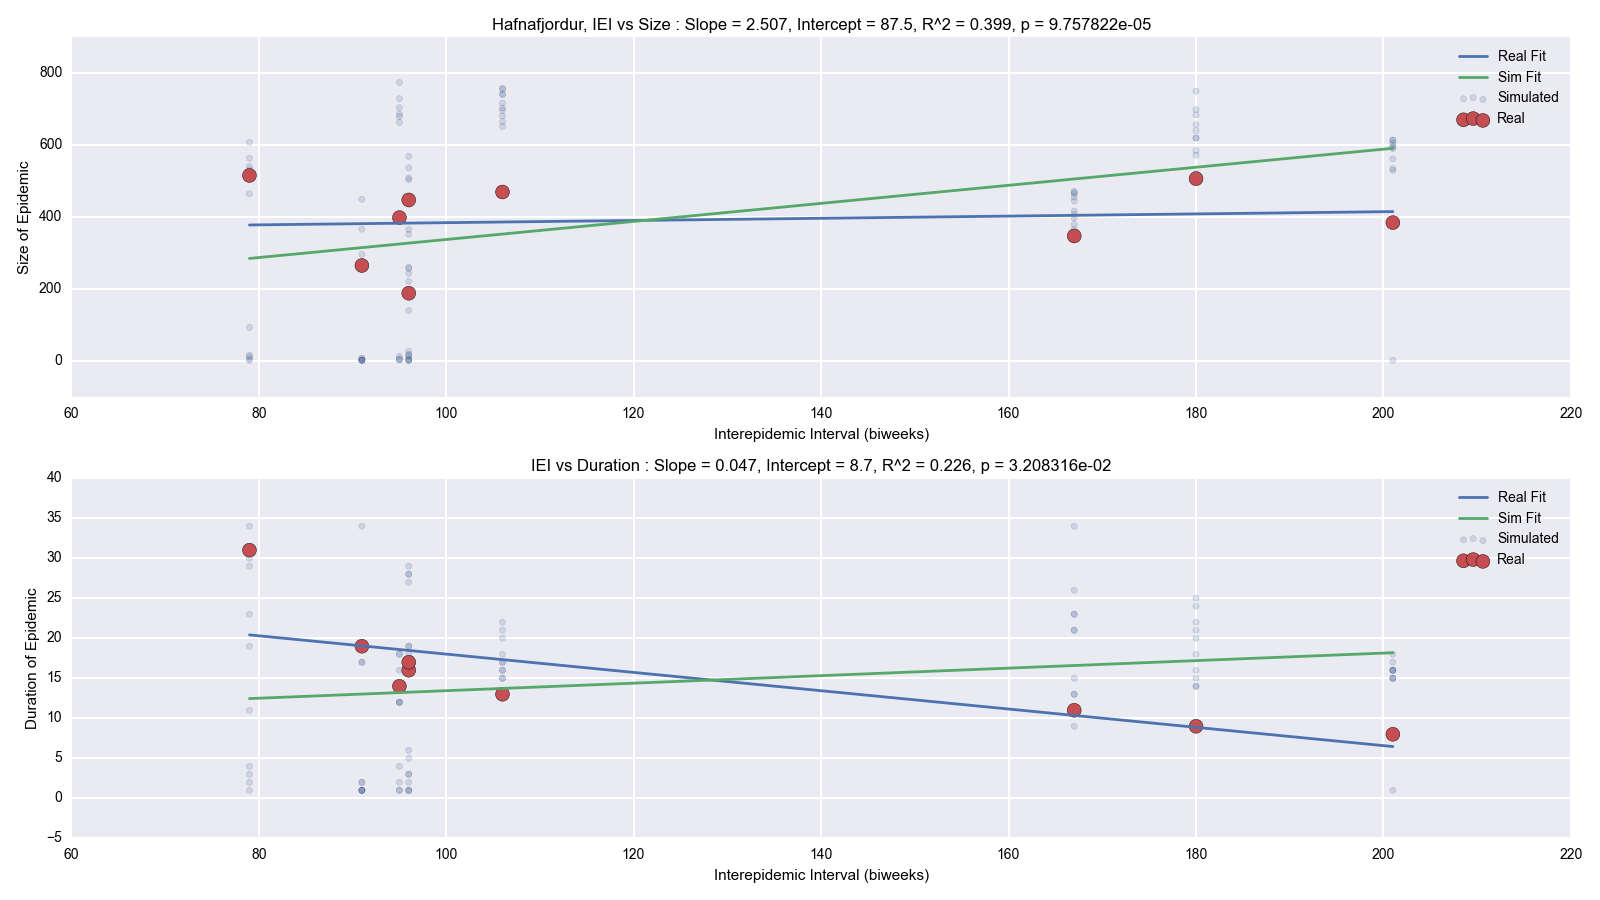 Hafnafjordur, IEI vs Size : Slope = 2.507, Intercept = 87.5, R^2 = 0.399, p = 9.757822e-05
Size of Epidemic
800
600
400
200
0
Real Fit
Sim Fit
Simulated
Real
60 80 100 120 140 160 180 200 220
Interepidemic Interval (biweeks)
IEI vs Duration : Slope = 0.047, Intercept = 8.7, R^2 = 0.226, p = 3.208316e-02
Duration of Epidemic
40
35
30
25
20
15
10
5
0
−5
Real Fit
Sim Fit
Simulated
Real
60 80 100 120 140 160 180 200 220
Interepidemic Interval (biweeks)